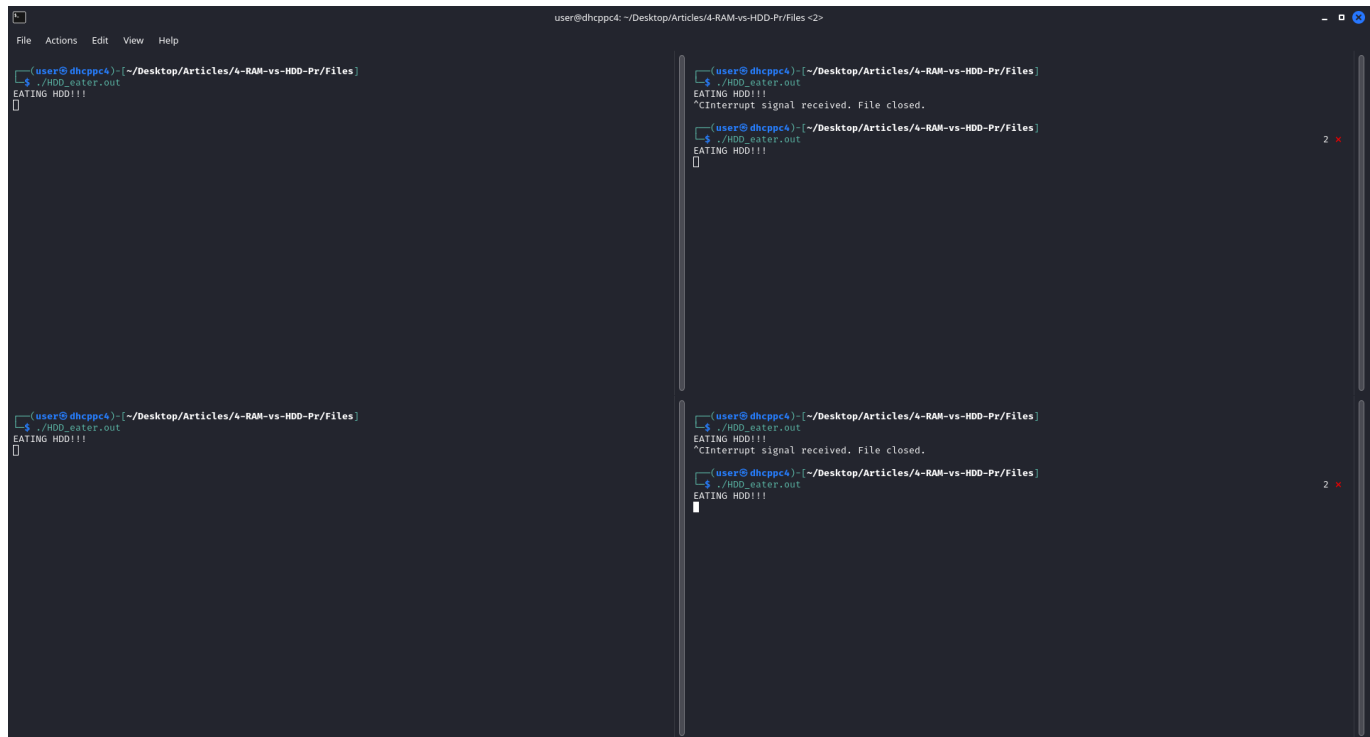 user@dhcppc4: ~/Desktop/Articles/4-RAM-vs-HDD-Pr/Files <2>
File Actions Edit View Help
┌──(user㉿dhcppc4)-[~/Desktop/Articles/4-RAM-vs-HDD-Pr/Files]
└─$ ./HDD_eater.out
EATING HDD!!!
┌──(user㉿dhcppc4)-[~/Desktop/Articles/4-RAM-vs-HDD-Pr/Files]
└─$ ./HDD_eater.out
EATING HDD!!!
^CInterrupt signal received. File closed.
┌──(user㉿dhcppc4)-[~/Desktop/Articles/4-RAM-vs-HDD-Pr/Files]
└─$ ./HDD_eater.out 2 ⨯
EATING HDD!!!
┌──(user㉿dhcppc4)-[~/Desktop/Articles/4-RAM-vs-HDD-Pr/Files]
└─$ ./HDD_eater.out
EATING HDD!!!
┌──(user㉿dhcppc4)-[~/Desktop/Articles/4-RAM-vs-HDD-Pr/Files]
└─$ ./HDD_eater.out
EATING HDD!!!
^CInterrupt signal received. File closed.
┌──(user㉿dhcppc4)-[~/Desktop/Articles/4-RAM-vs-HDD-Pr/Files]
└─$ ./HDD_eater.out 2 ⨯
EATING HDD!!!